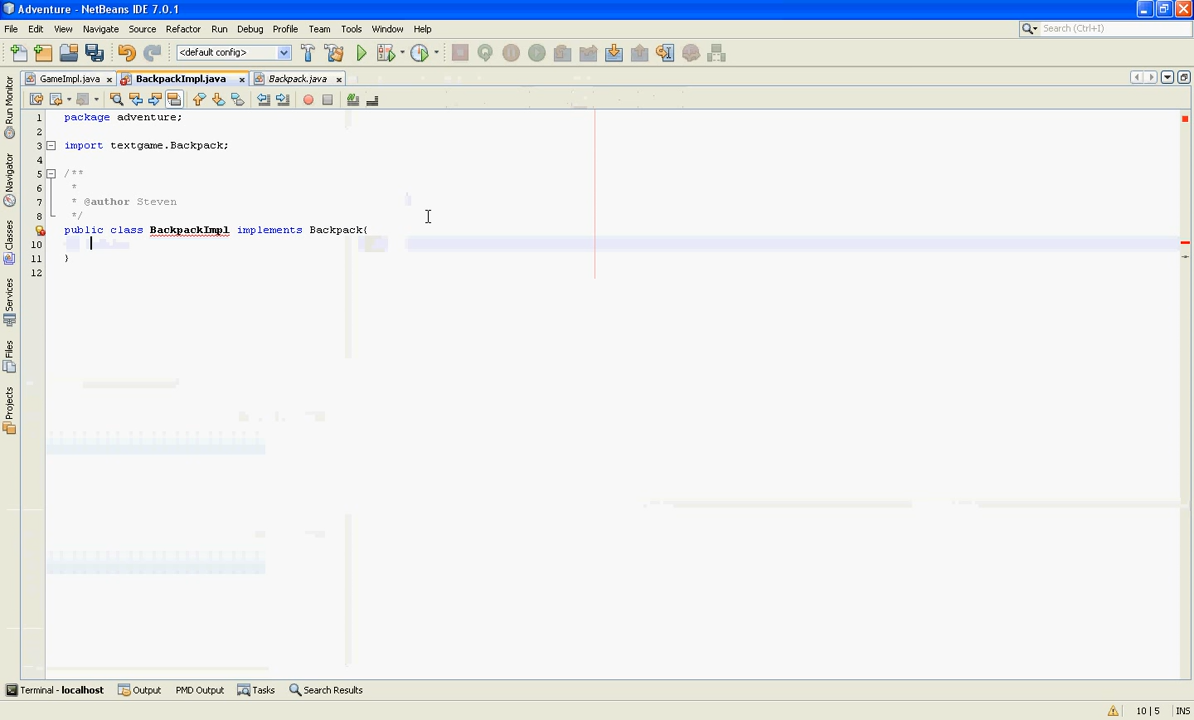 Adventure - NetBeans IDE 7.0.1
File Edit View Navigate Source Refactor Run Debug Profile Team Tools Window Help
Search (Ctrl+I)
<default config>
GameImpl.java
BackpackImpl.java
Backpack.java
Run Monitor
Navigator
Classes
Services
Files
Projects
1 package adventure;
2
3 import textgame.Backpack;
4
5 /**
6 *
7 * @author Steven
8 */
public class BackpackImpl implements Backpack{
10
11 }
12
Terminal - localhost Output PMD Output Tasks Search Results
10 | 5 INS